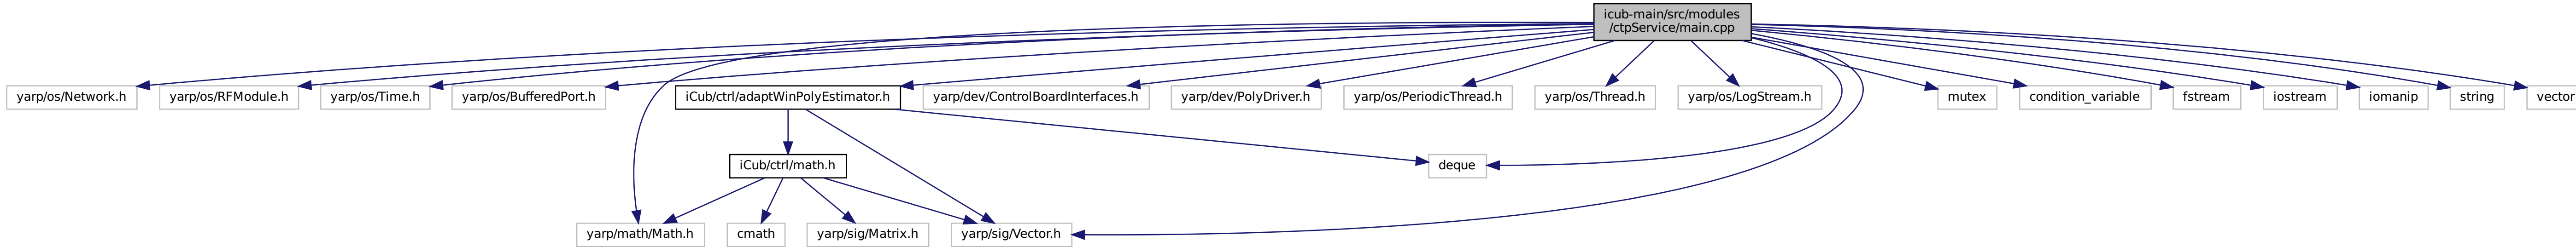 icub-main/src/modules
/ctpService/main.cpp
yarp/os/Network.h
yarp/os/RFModule.h
yarp/os/Time.h
yarp/os/BufferedPort.h
iCub/ctrl/adaptWinPolyEstimator.h
yarp/dev/ControlBoardInterfaces.h
yarp/dev/PolyDriver.h
yarp/os/PeriodicThread.h
yarp/os/Thread.h
yarp/os/LogStream.h
mutex
condition_variable
fstream
iostream
iomanip
string
vector
iCub/ctrl/math.h
deque
yarp/math/Math.h
cmath
yarp/sig/Matrix.h
yarp/sig/Vector.h